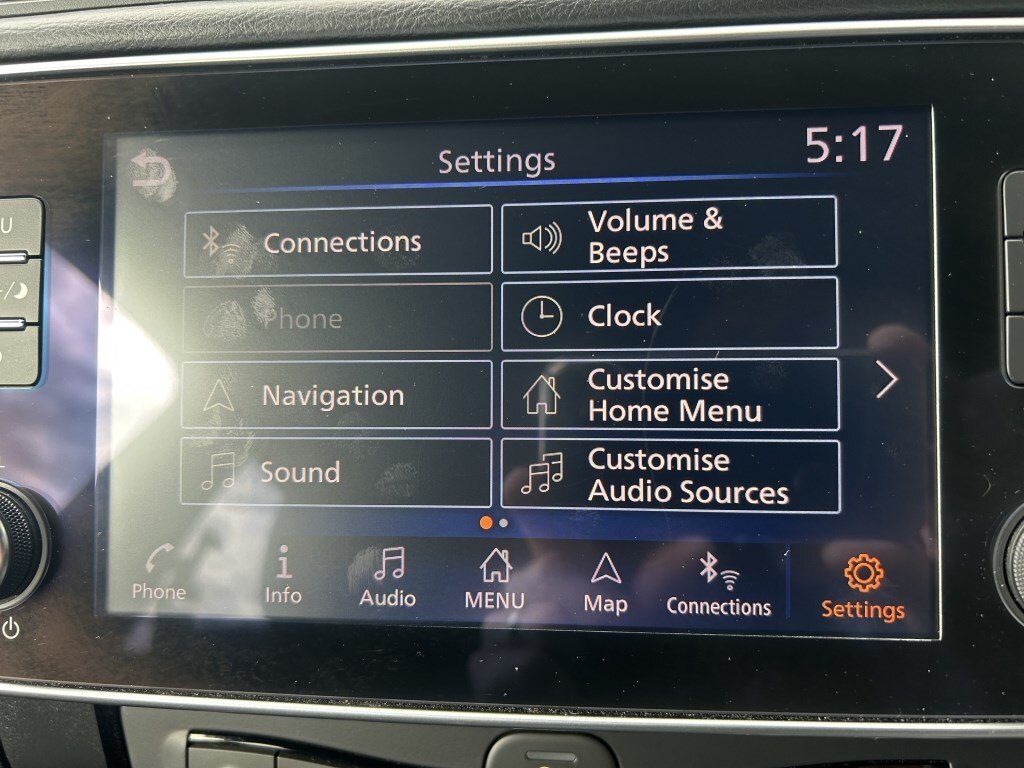 Settings
5:17
Connections
Volume &
Beeps
Phone
Clock
Navigation
Customise
Home Menu
Sound
Customise
Audio Sources
Phone
Info
Audio
MENU
Map
Connections
Settings